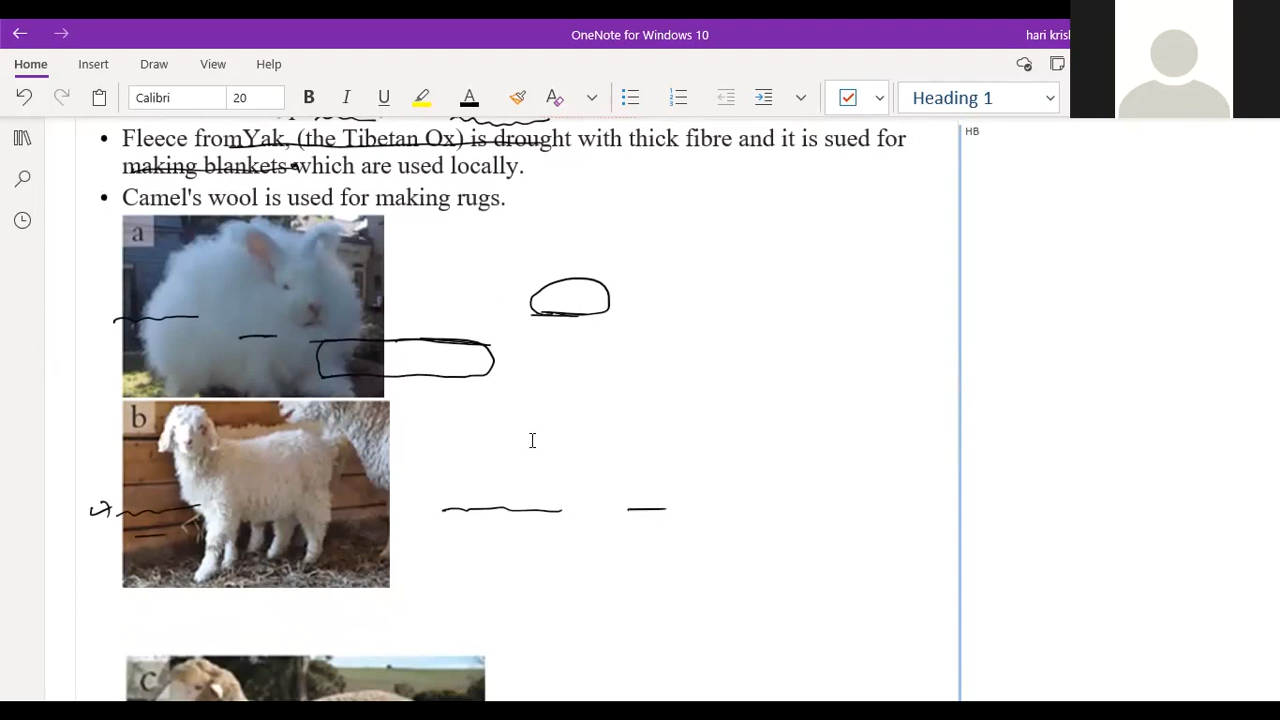 OneNote for Windows 10
hari krish
Home Insert Draw View Help
Calibri 20 B I U A A Heading 1
HB
• Fleece fromYak, (the Tibetan Ox) is drought with thick fibre and it is sued for
making blankets which are used locally.
• Camel's wool is used for making rugs.
a
b
c